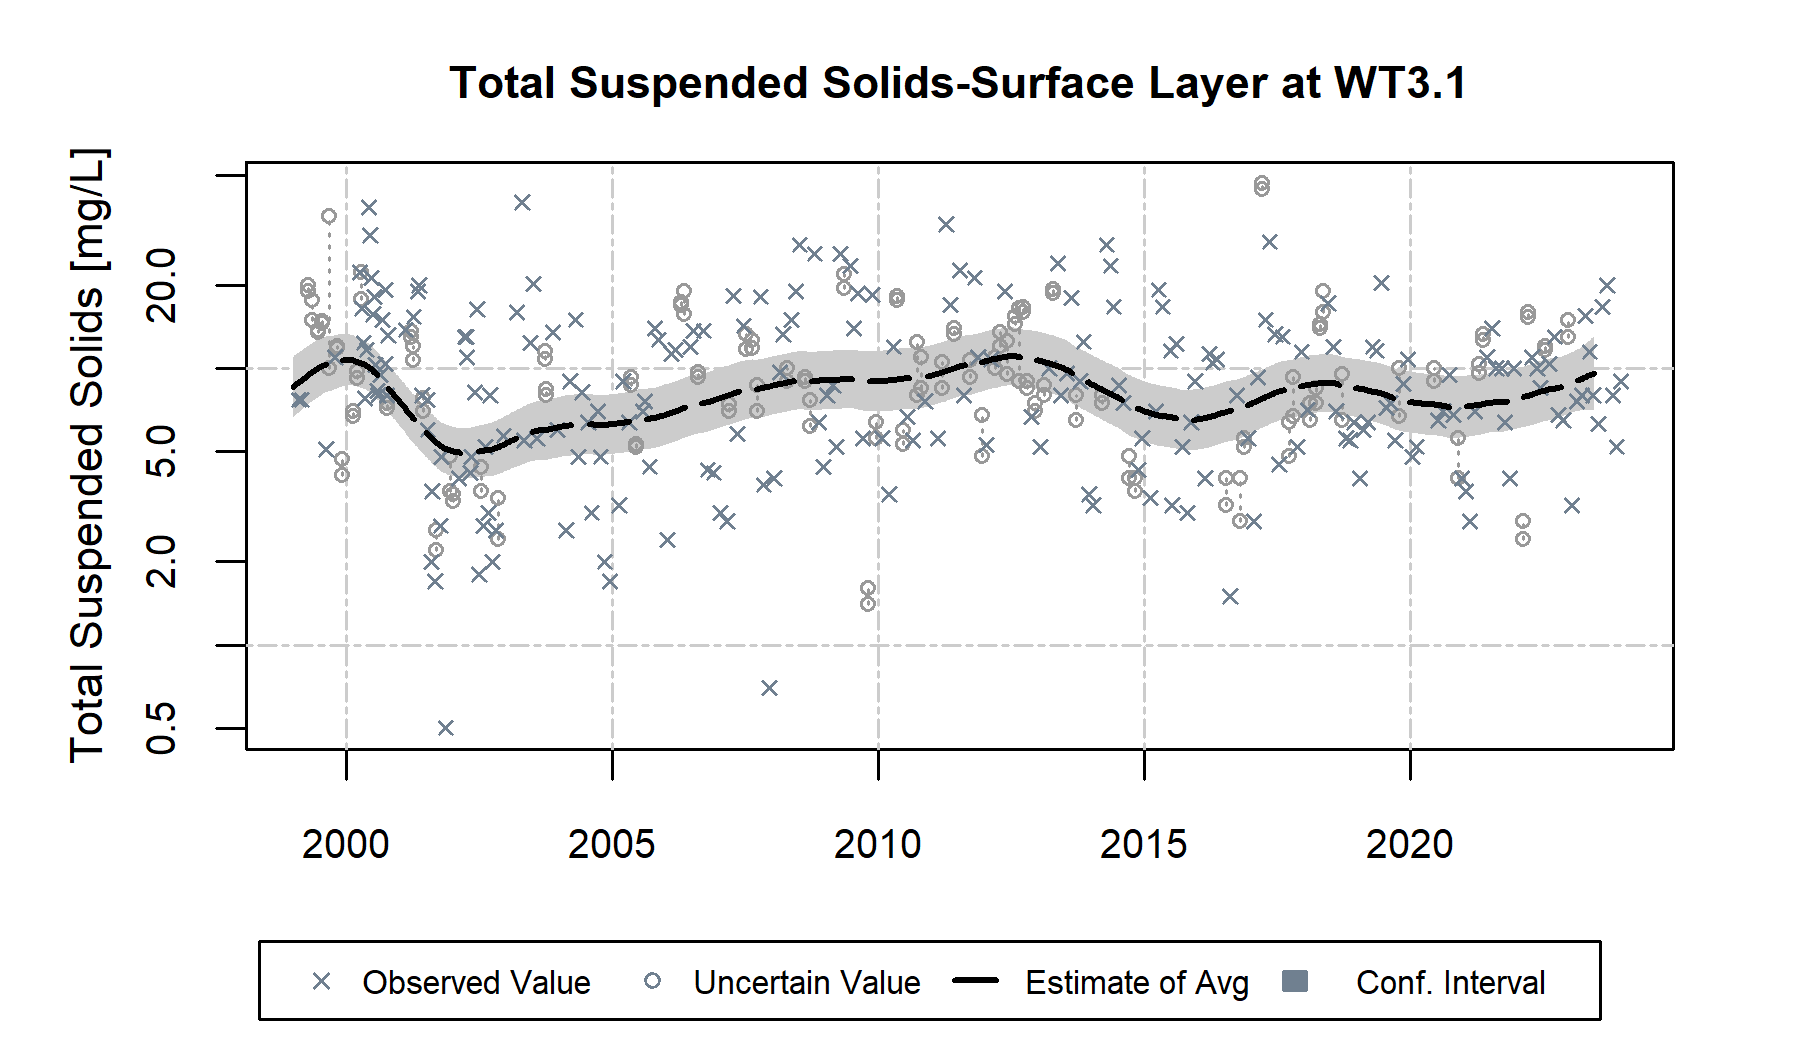 Total Suspended Solids-Surface Layer at WT3.1
Total Suspended Solids [mg/L]
20.0
5.0
2.0
0.5
2000 2005 2010 2015 2020
Observed Value Uncertain Value Estimate of Avg Conf. Interval